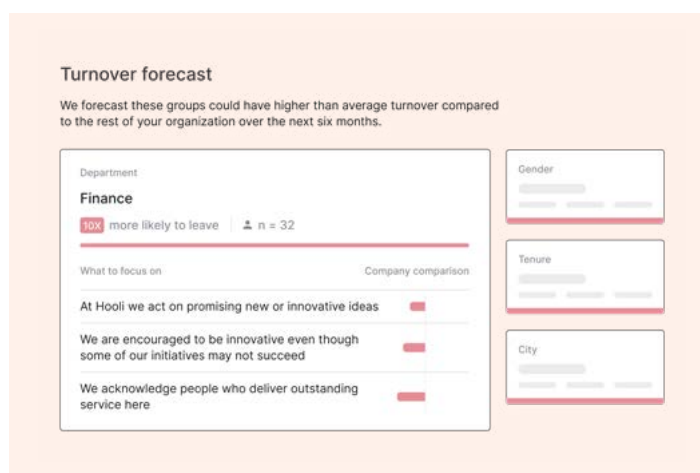 Turnover forecast
We forecast these groups could have higher than average turnover compared
to the rest of your organization over the next six months.
Department
Finance
10X more likely to leave n = 32
What to focus on Company comparison
At Hooli we act on promising new or innovative ideas
We are encouraged to be innovative even though
some of our initiatives may not succeed
We acknowledge people who deliver outstanding
service here
Gender
Tenure
City